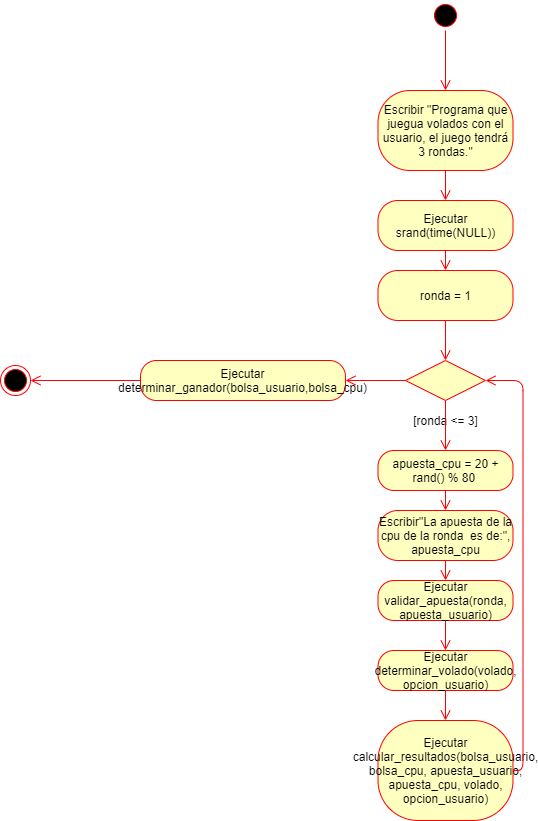 Escribir "Programa que
juegua volados con el
usuario, el juego tendrá
3 rondas."
Ejecutar
srand(time(NULL))
ronda = 1
Ejecutar
determinar_ganador(bolsa_usuario,bolsa_cpu)
[ronda <= 3]
apuesta_cpu = 20 +
rand() % 80
Escribir"La apuesta de la
cpu de la ronda  es de:",
apuesta_cpu
Ejecutar
validar_apuesta(ronda,
apuesta_usuario)
Ejecutar
determinar_volado(volado,
opcion_usuario)
Ejecutar
calcular_resultados(bolsa_usuario,
bolsa_cpu, apuesta_usuario,
apuesta_cpu, volado,
opcion_usuario)